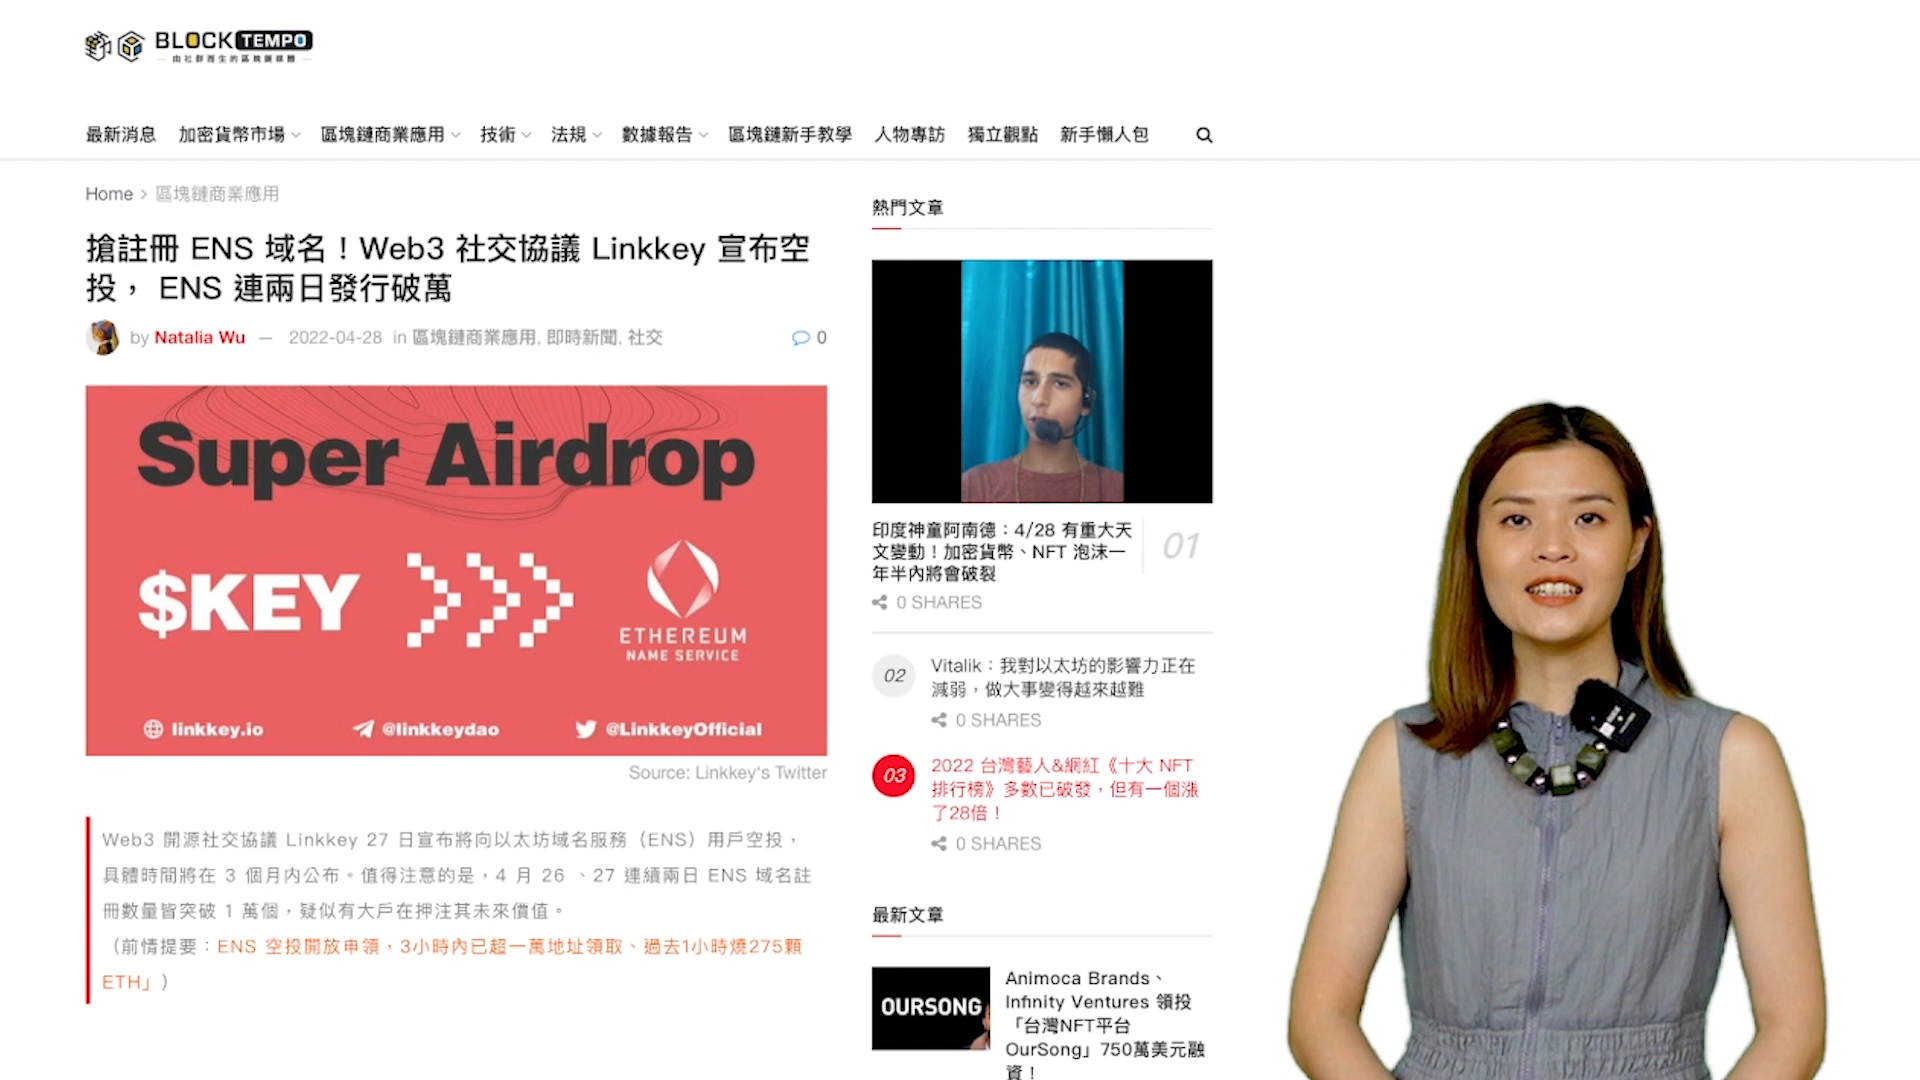 BLOCKTEMPO
由社群而生的區塊鏈媒體
最新消息 加密貨幣市場 區塊鏈商業應用 技術 法規 數據報告 區塊鏈新手教學 人物專訪 獨立觀點 新手懶人包
Home > 區塊鏈商業應用
搶註冊 ENS 域名！Web3 社交協議 Linkkey 宣布空
投， ENS 連兩日發行破萬
by Natalia Wu — 2022-04-28 in 區塊鏈商業應用, 即時新聞, 社交
0
Super Airdrop
$KEY
ETHEREUM
NAME SERVICE
linkkey.io
@linkkeydao
@LinkkeyOfficial
Source: Linkkey's Twitter
Web3 開源社交協議 Linkkey 27 日宣布將向以太坊域名服務（ENS）用戶空投，
具體時間將在 3 個月內公布。值得注意的是，4 月 26 、27 連續兩日 ENS 域名註
冊數量皆突破 1 萬個，疑似有大戶在押注其未來價值。
（前情提要：ENS 空投開放申領，3小時內已超一萬地址領取、過去1小時燒275顆
ETH」）
熱門文章
印度神童阿南德：4/28 有重大天
文變動！加密貨幣、NFT 泡沫一
年半內將會破裂
01
0 SHARES
02
Vitalik：我對以太坊的影響力正在
減弱，做大事變得越來越難
0 SHARES
03
2022 台灣藝人&網紅《十大 NFT
排行榜》多數已破發，但有一個漲
了28倍！
0 SHARES
最新文章
OURSONG
Animoca Brands、
Infinity Ventures 領投
「台灣NFT平台
OurSong」750萬美元融
資！